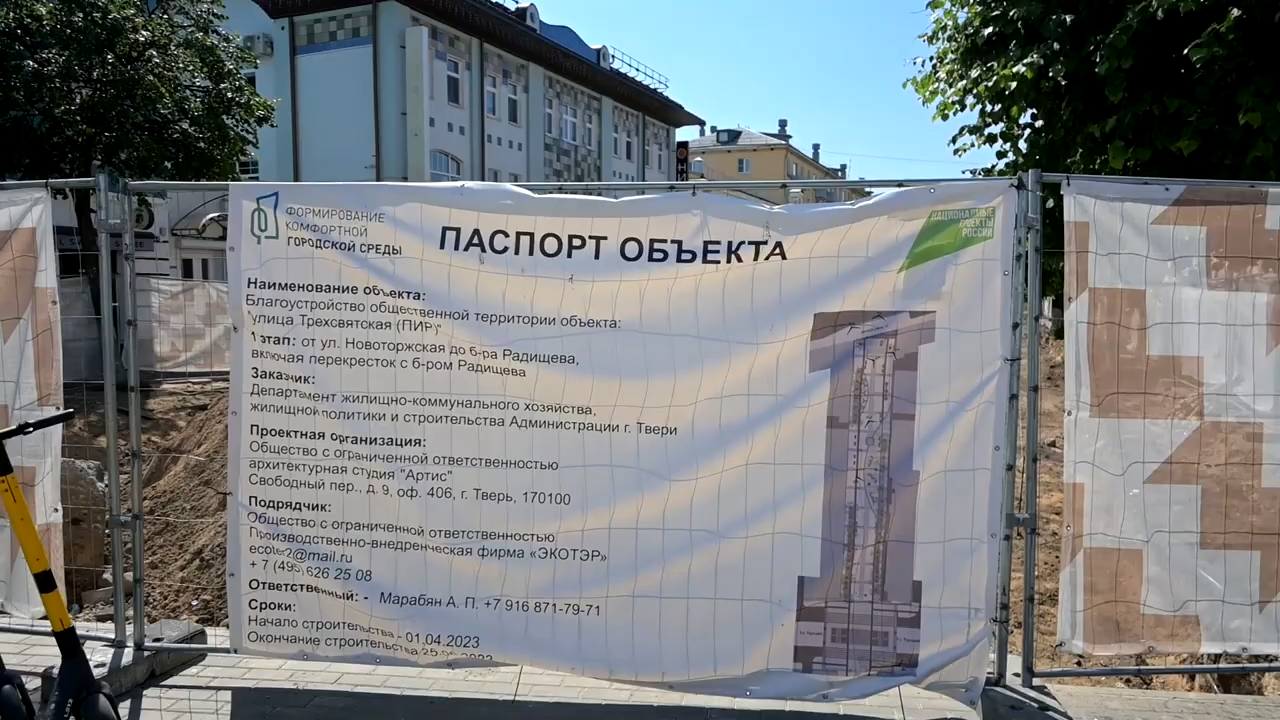 ФОРМИРОВАНИЕ
КОМФОРТНОЙ
ГОРОДСКОЙ СРЕДЫ
ПАСПОРТ ОБЪЕКТА
НАЦИОНАЛЬНЫЕ
ПРОЕКТЫ
РОССИИ
Наименование объекта:
Благоустройство общественной территории объекта:
"улица Трехсвятская (ПИР)"
1 этап: от ул. Новоторжская до б-ра Радищева,
включая перекресток с б-ром Радищева
Заказчик:
Департамент жилищно-коммунального хозяйства,
жилищной политики и строительства Администрации г. Твери
Проектная организация:
Общество с ограниченной ответственностью
архитектурная студия "Артис"
Свободный пер., д. 9, оф. 406, г. Тверь, 170100
Подрядчик:
Общество с ограниченной ответственностью
Производственно-внедренческая фирма «ЭКОТЭР»
ecoter2@mail.ru
+ 7 (495) 626 25 08
Ответственный: - Марабян А. П. +7 916 871-79-71
Сроки:
Начало строительства - 01.04.2023
Окончание строительства